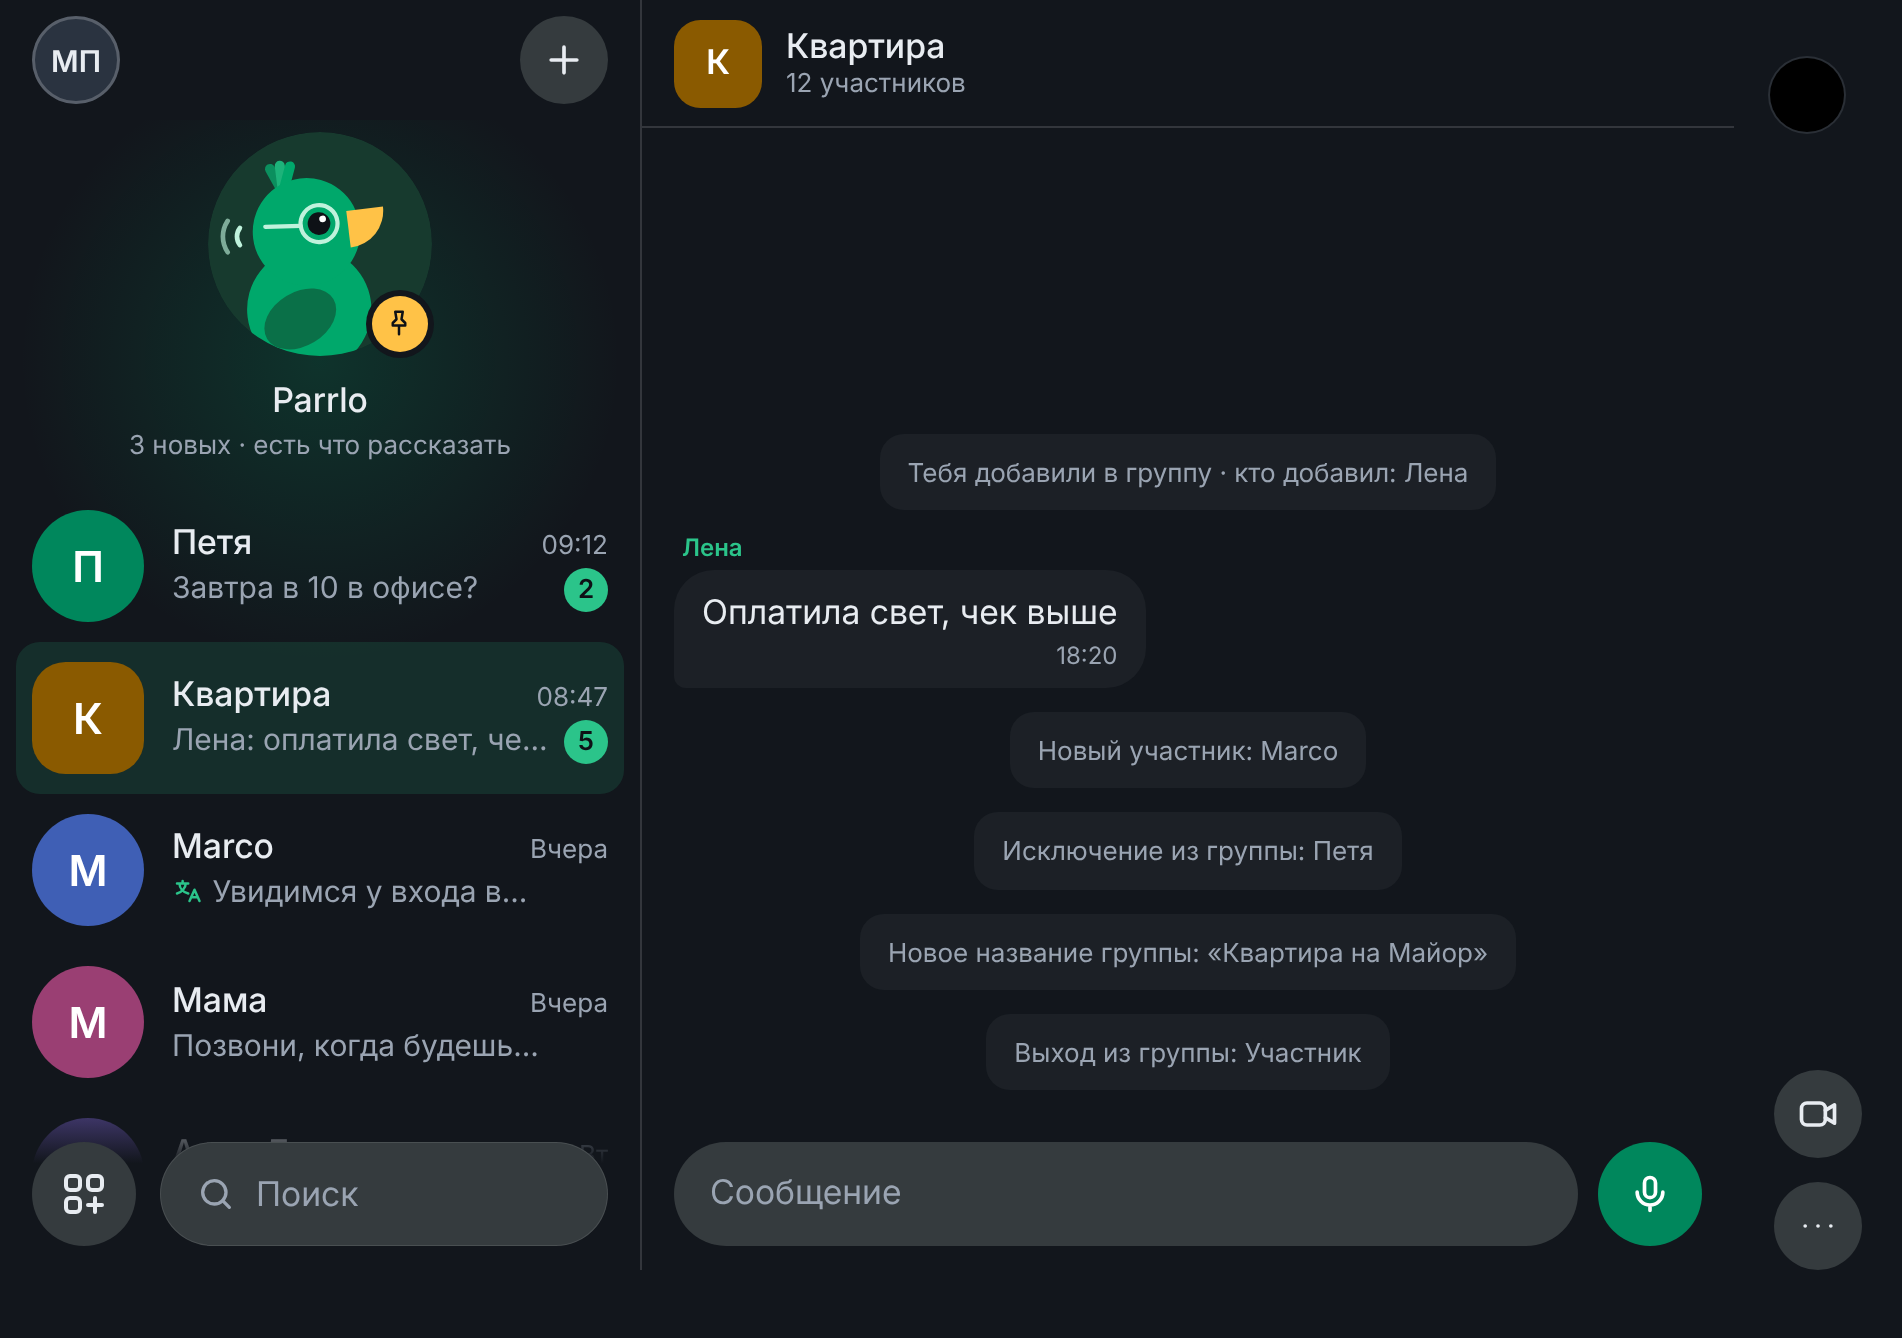 МП
Parrlo
3 новых · есть что рассказать
П
Петя
09:12
Завтра в 10 в офисе?
2
К
Квартира
08:47
Лена: оплатила свет, че...
5
M
Marco
Вчера
Увидимся у входа в...
М
Мама
Вчера
Позвони, когда будешь...
Поиск
К
Квартира
12 участников
Тебя добавили в группу · кто добавил: Лена
Лена
Оплатила свет, чек выше
18:20
Новый участник: Marco
Исключение из группы: Петя
Новое название группы: «Квартира на Майор»
Выход из группы: Участник
Сообщение